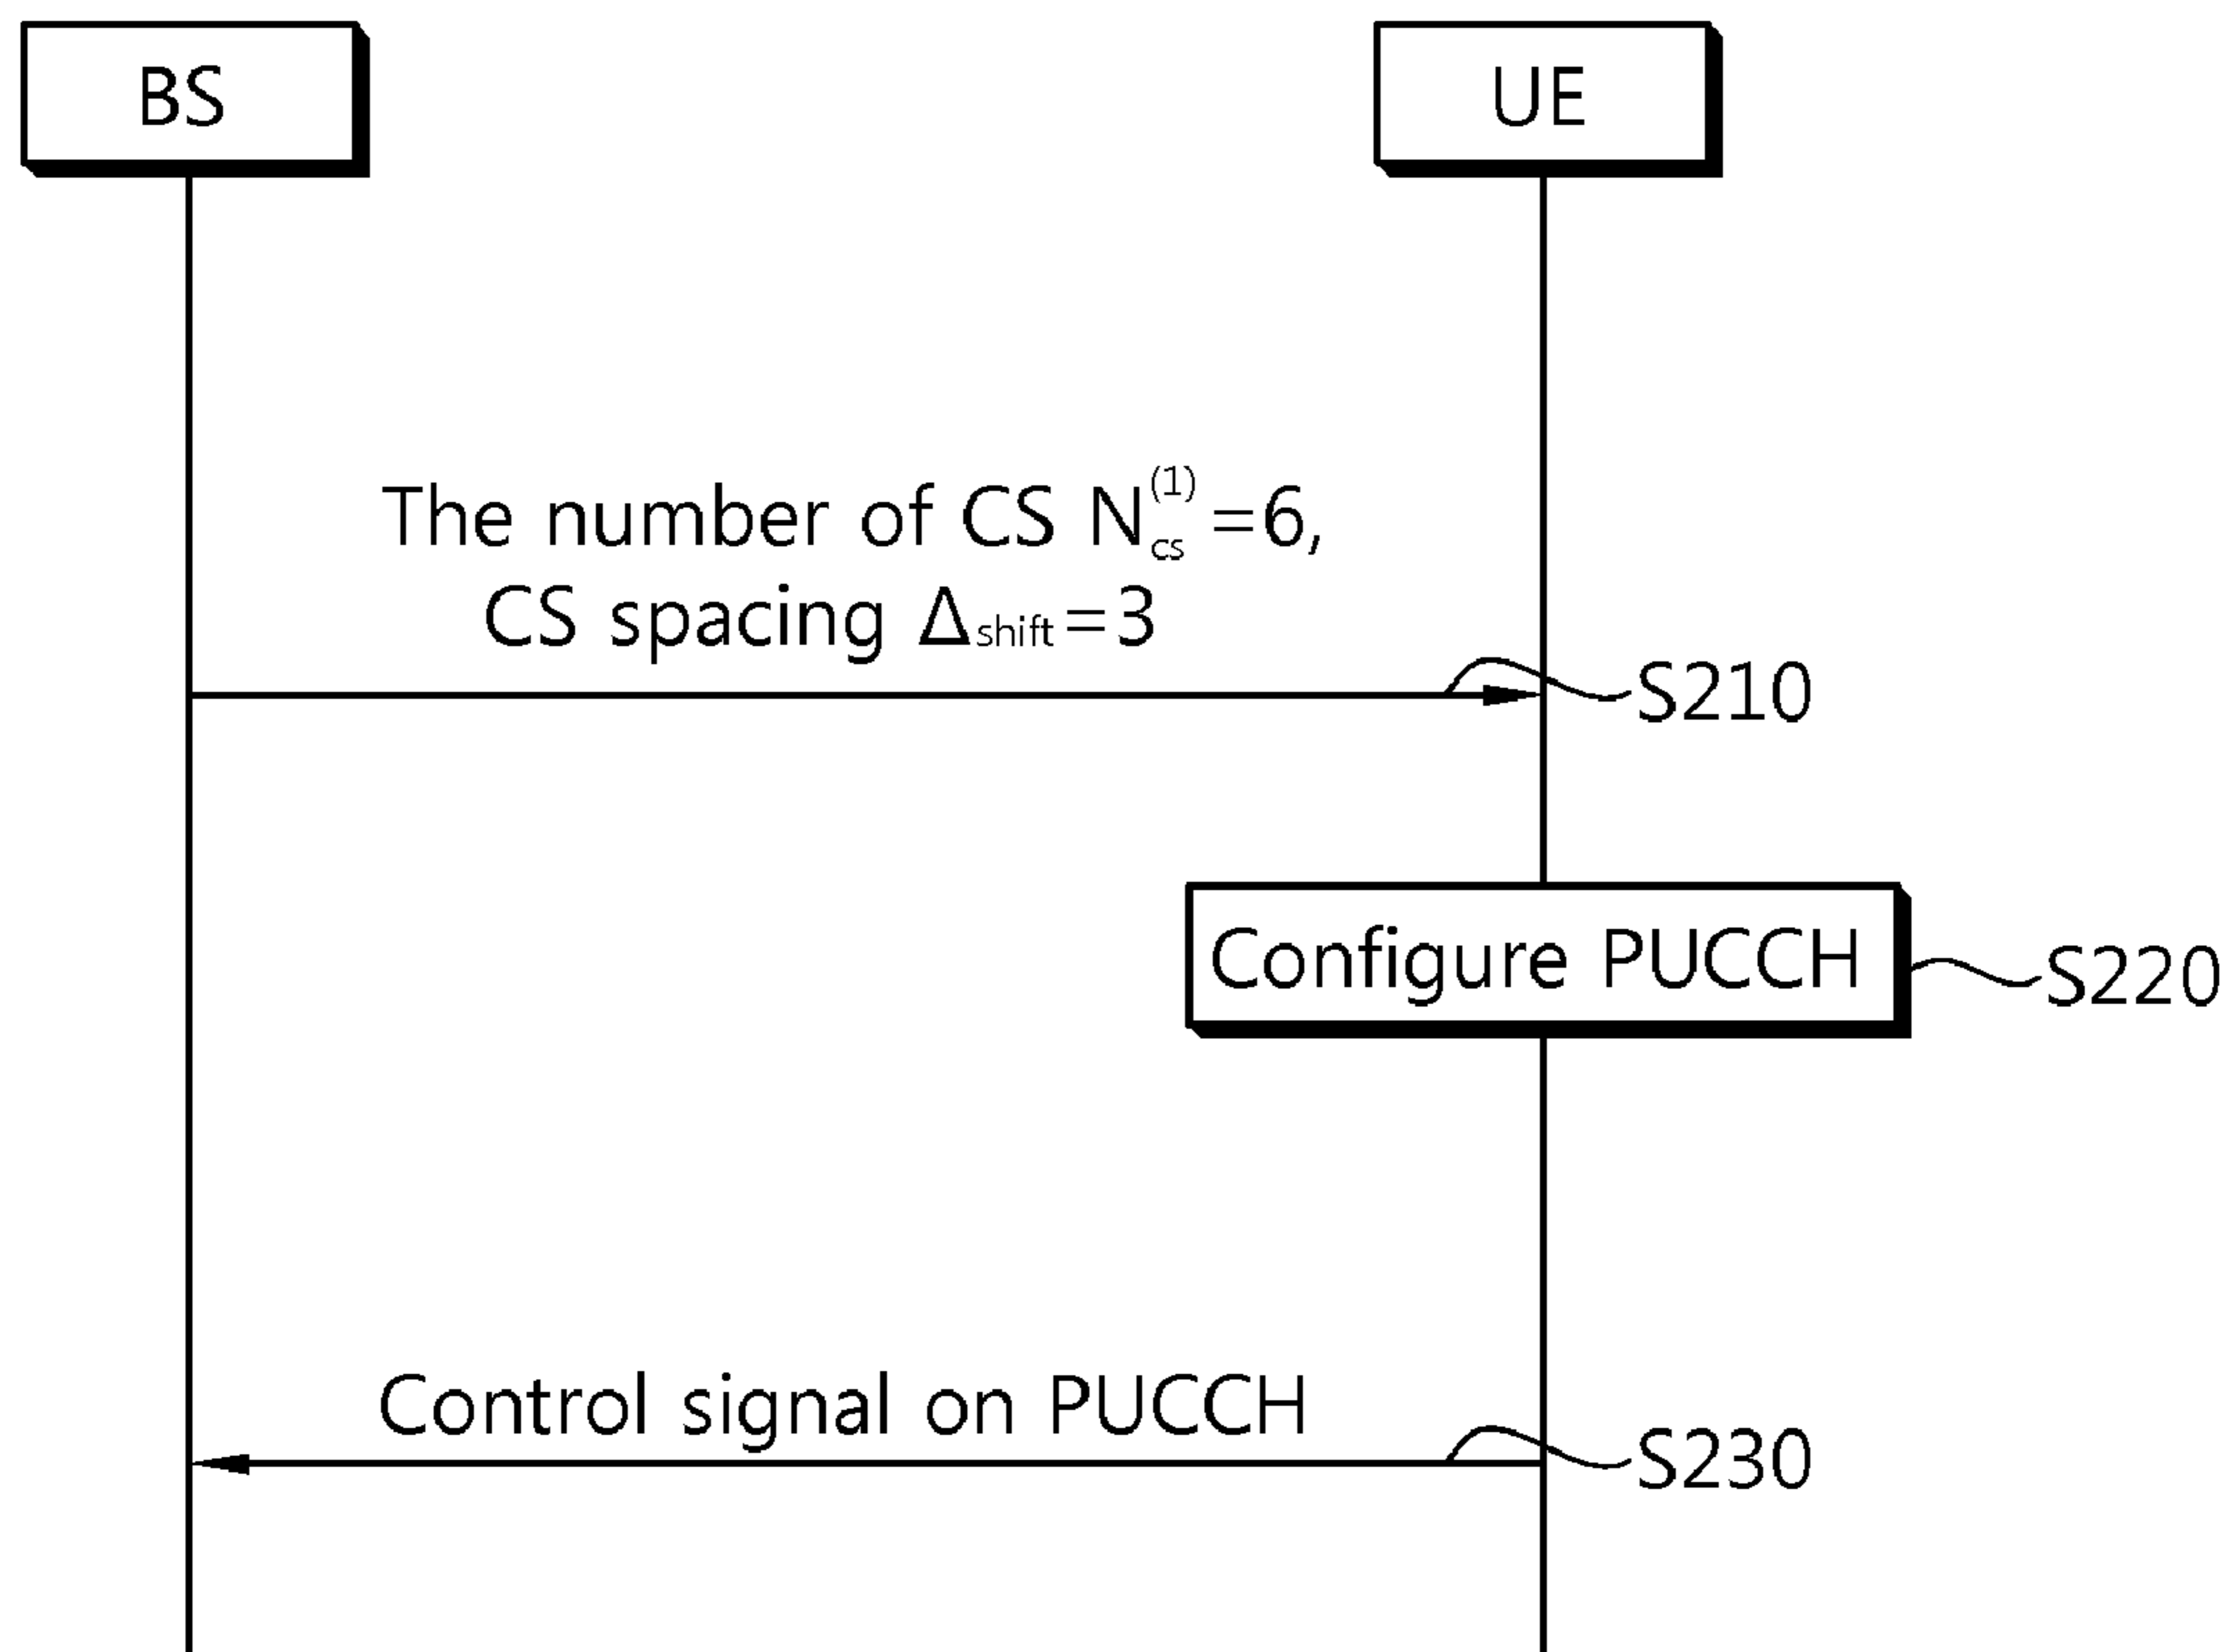 BS
UE
The number of CS N_cs^(1)=6,
CS spacing Δshift=3
S210
Configure PUCCH
S220
Control signal on PUCCH
S230